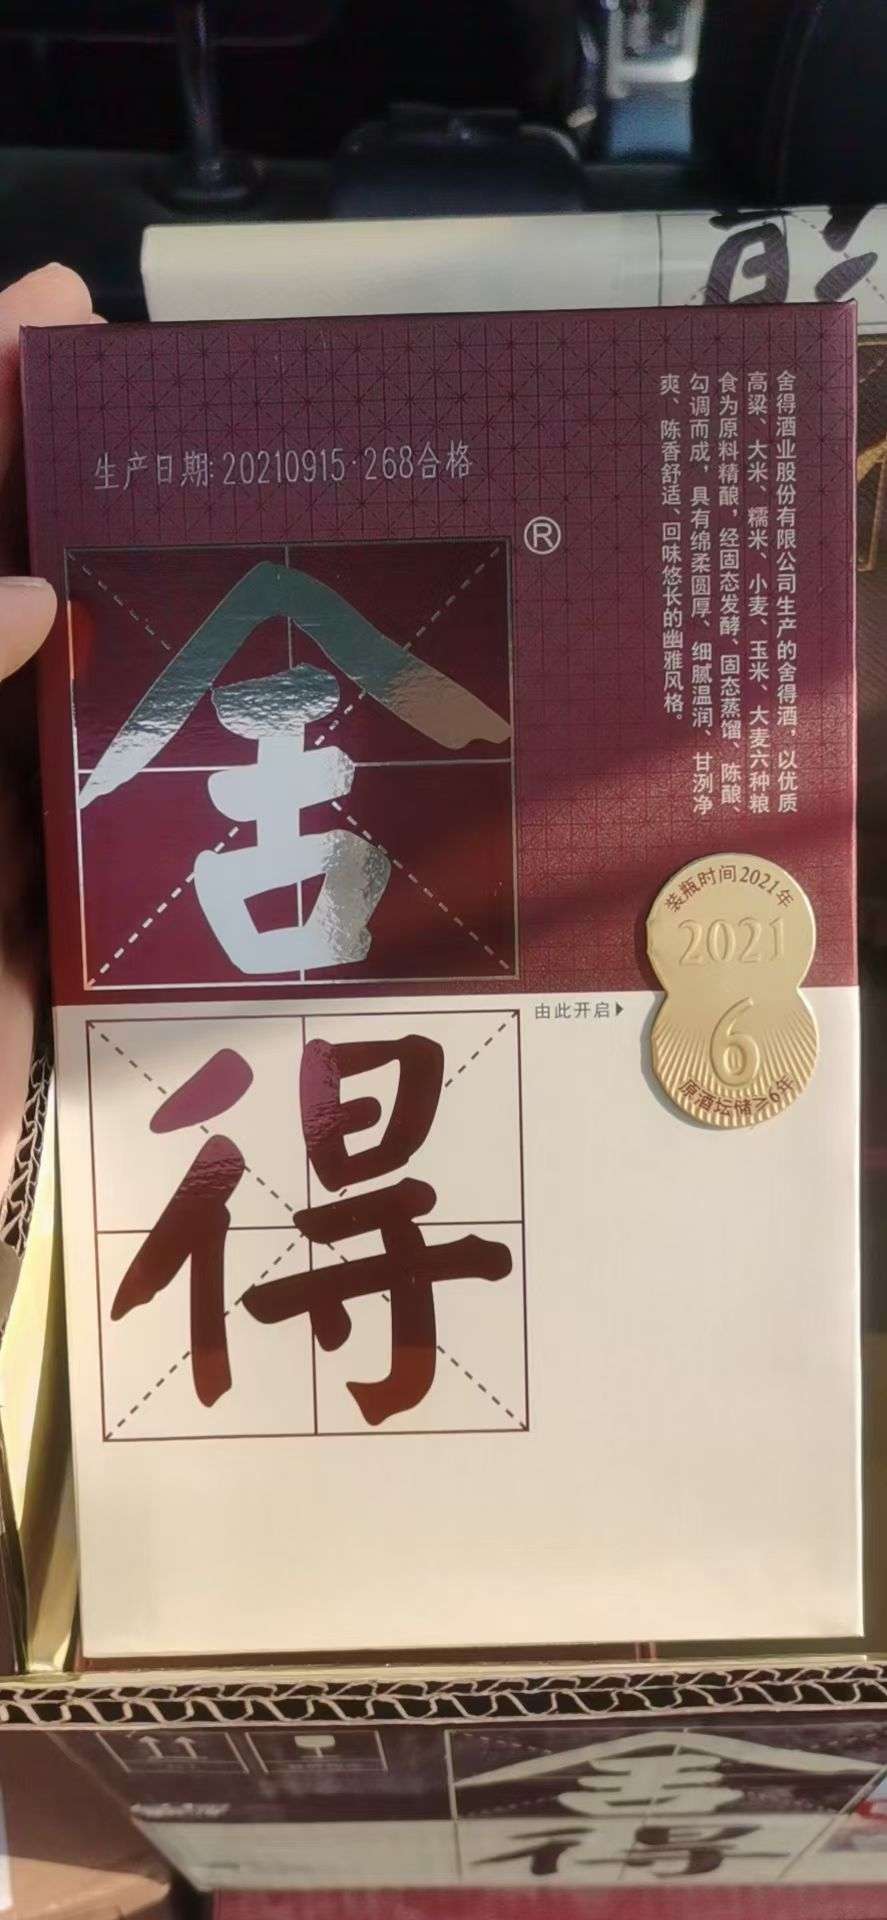 生产日期:20210915·268合格
舍得酒业股份有限公司生产的舍得酒，以优质
高粱、大米、糯米、小麦、玉米、大麦六种粮
食为原料精酿，经固态发酵、固态蒸馏、陈酿、
勾调而成，具有绵柔圆厚、细腻温润、甘洌净
爽、陈香舒适、回味悠长的幽雅风格。
®
舍
得
装瓶时间2021年
2021
6
原酒坛储≥6年
由此开启
舍
得